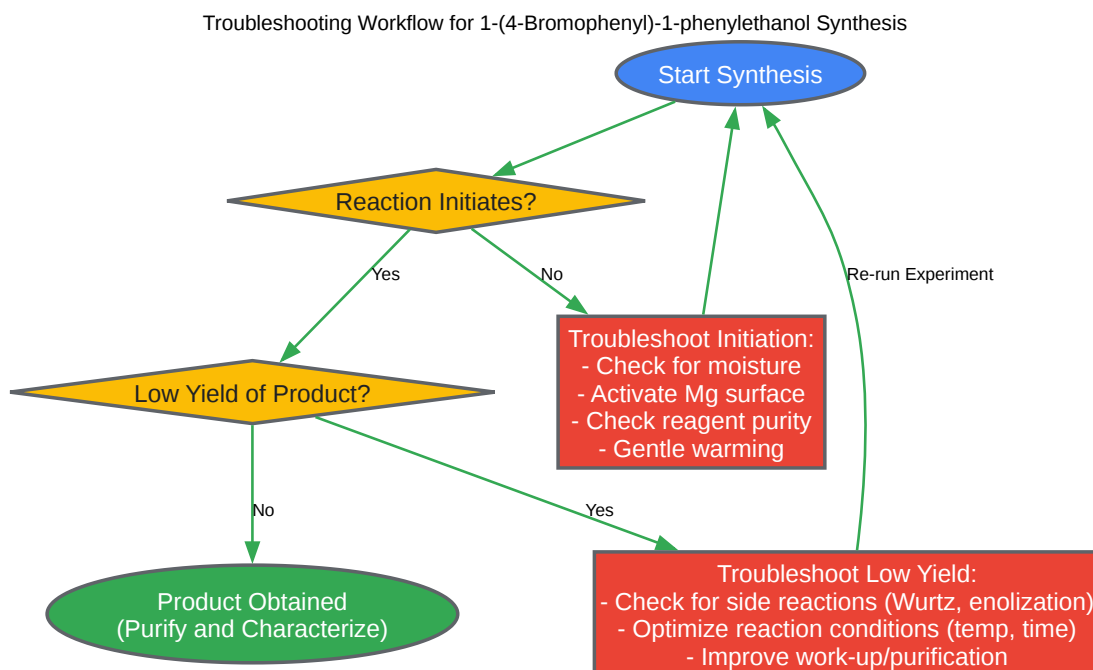 Troubleshooting Workflow for 1-(4-Bromophenyl)-1-phenylethanol Synthesis
Start Synthesis
Reaction Initiates?
Yes
No
Re-run Experiment
Troubleshoot Initiation:
- Check for moisture
- Activate Mg surface
- Check reagent purity
- Gentle warming
Low Yield of Product?
No
Yes
Product Obtained
(Purify and Characterize)
Troubleshoot Low Yield:
- Check for side reactions (Wurtz, enolization)
- Optimize reaction conditions (temp, time)
- Improve work-up/purification